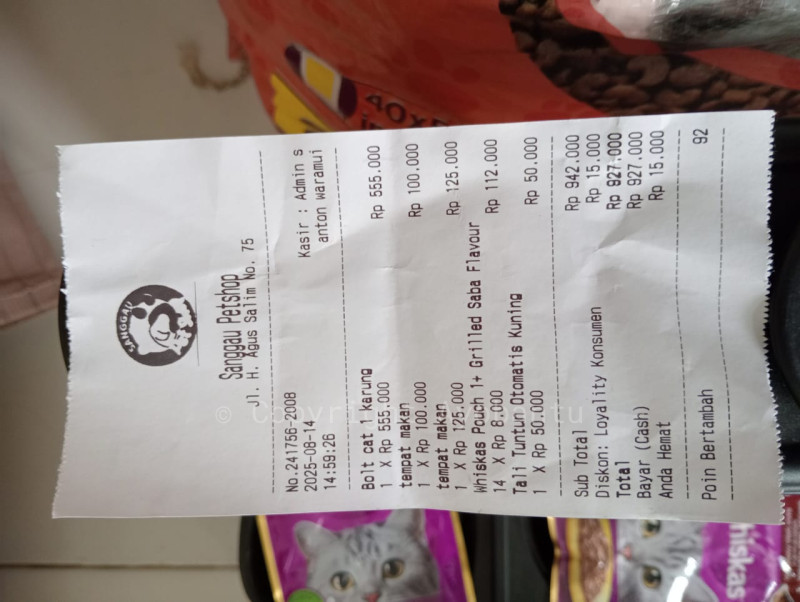 SANGGAU
Sanggau Petshop
Jl. H. Agus Salim No. 75
No.241756-2008 Kasir : Admin s
2025-08-14 anton waramui
14:59:26
Bolt cat 1 karung
1 X Rp 555.000 Rp 555.000
tempat makan
1 X Rp 100.000 Rp 100.000
tempat makan
1 X Rp 125.000 Rp 125.000
Whiskas Pouch 1+ Grilled Saba Flavour
14 X Rp 8.000 Rp 112.000
Tali Tuntun Otomatis Kuning
1 X Rp 50.000 Rp 50.000
Sub Total Rp 942.000
Diskon: Loyality Konsumen Rp 15.000
Total Rp 927.000
Bayar (Cash) Rp 927.000
Anda Hemat Rp 15.000
Poin Bertambah 92
40X
hiskas